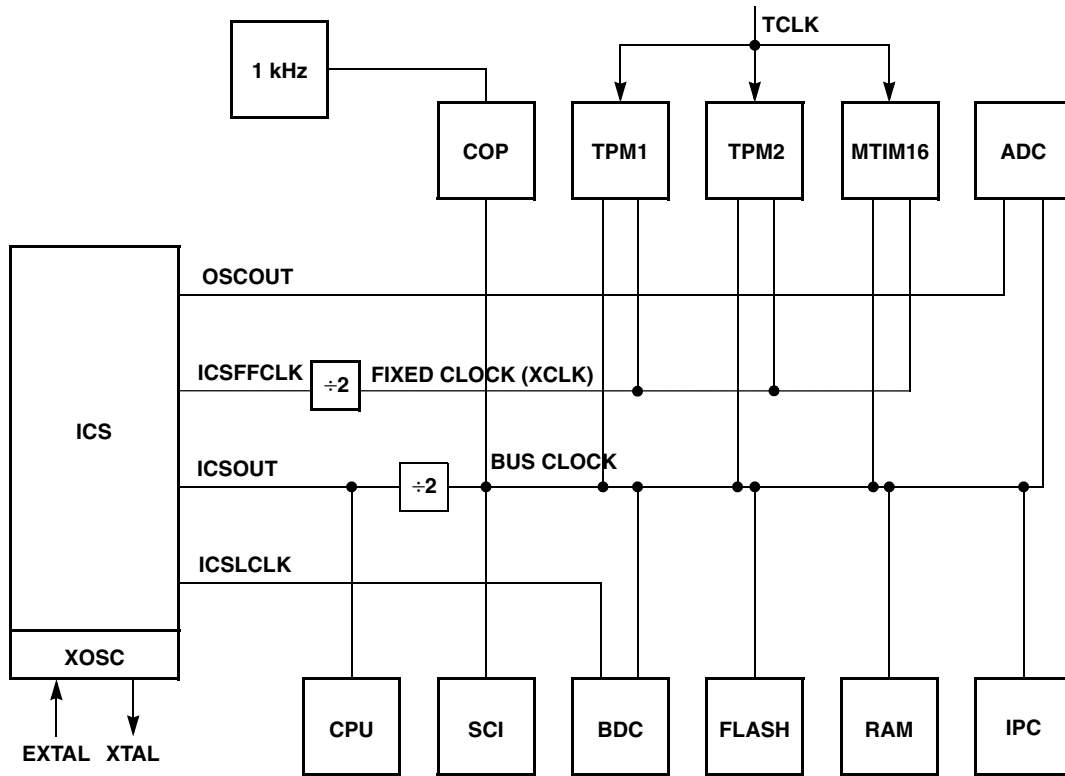 TCLK
1 kHz
COP
TPM1
TPM2
MTIM16
ADC
OSCOUT
ICSFFCLK
÷2
FIXED CLOCK (XCLK)
ICS
ICSOUT
÷2
BUS CLOCK
ICSLCLK
XOSC
CPU
SCI
BDC
FLASH
RAM
IPC
EXTAL
XTAL